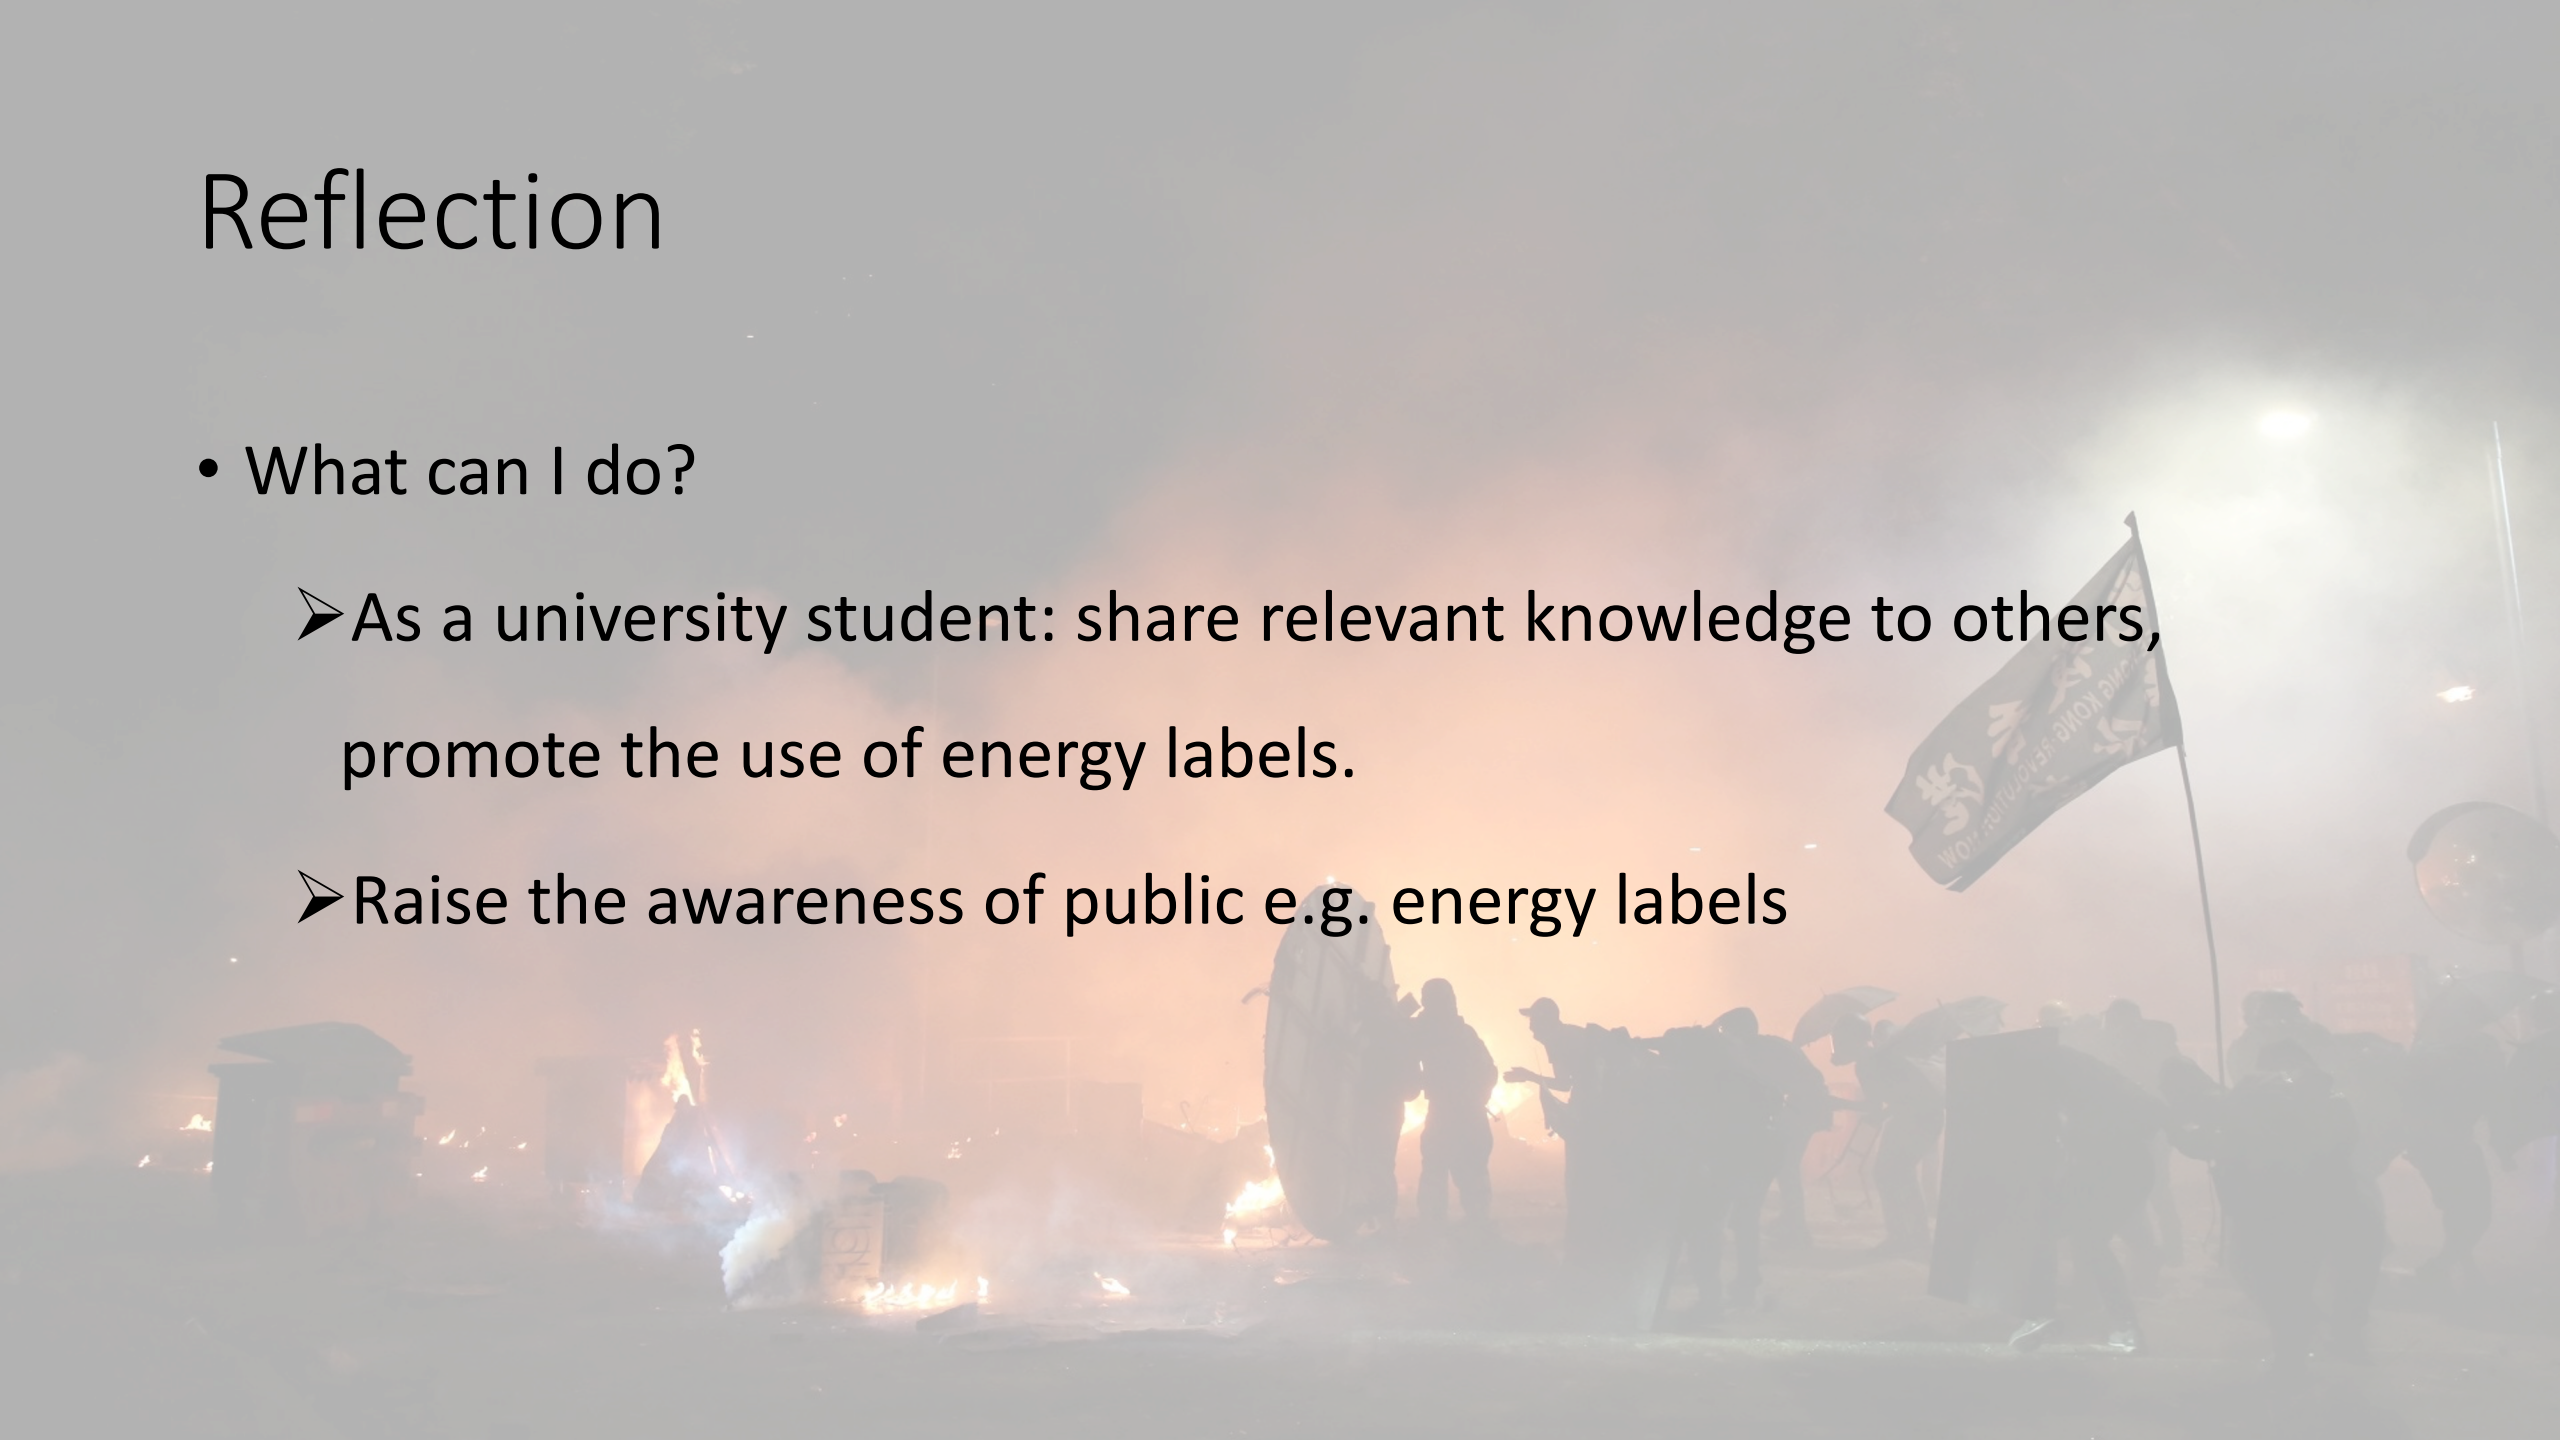 Reflection
• What can I do?
➢As a university student: share relevant knowledge to others,
promote the use of energy labels.
➢Raise the awareness of public e.g. energy labels